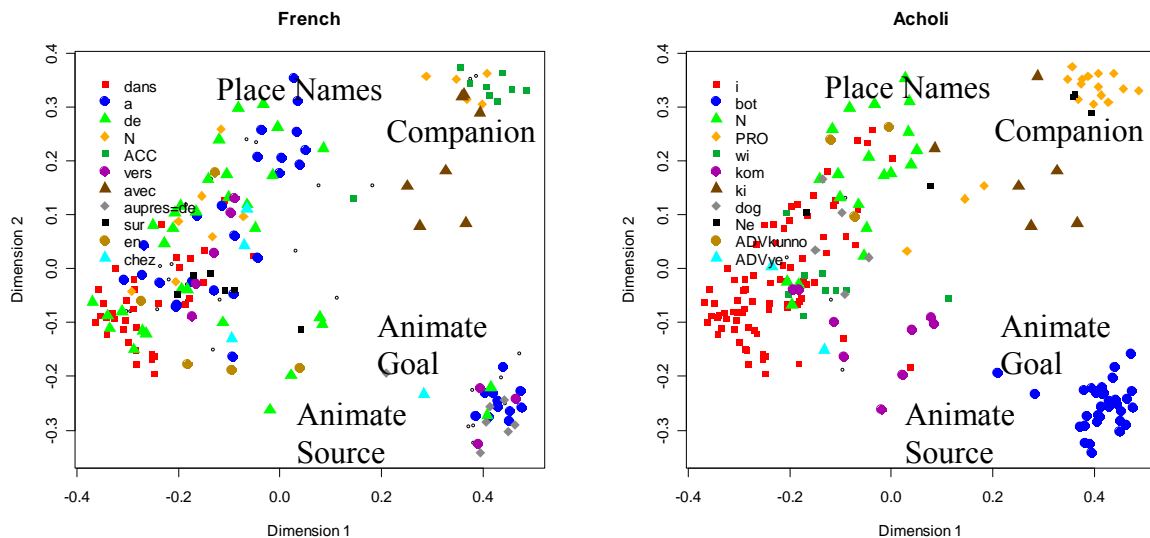 French
Dimension 2
0.4
0.3
0.2
0.1
0.0
-0.1
-0.2
-0.3
dans
a
de
N
ACC
vers
avec
aupres=de
sur
en
chez
Place Names
Companion
Animate
Goal
Animate
Source
-0.4 -0.2 0.0 0.2 0.4
Dimension 1
Acholi
Dimension 2
0.4
0.3
0.2
0.1
0.0
-0.1
-0.2
-0.3
i
bot
N
PRO
wi
kom
ki
dog
Ne
ADVkunno
ADVye
Place Names
Companion
Animate
Goal
Animate
Source
-0.4 -0.2 0.0 0.2 0.4
Dimension 1